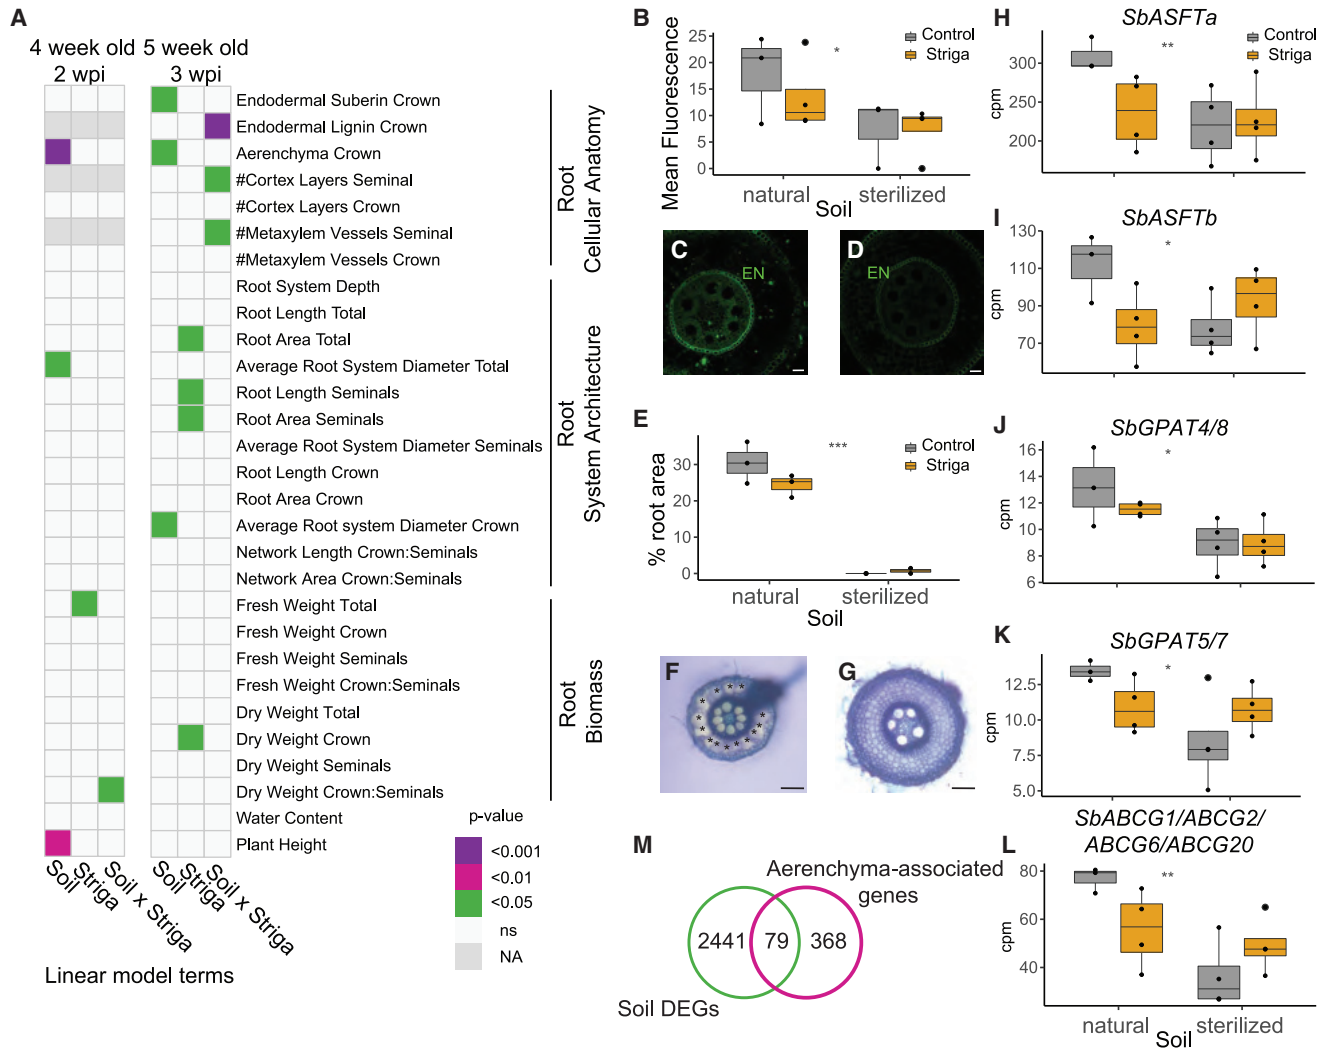 A
4 week old
2 wpi
5 week old
3 wpi
Endodermal Suberin Crown
Endodermal Lignin Crown
Aerenchyma Crown
#Cortex Layers Seminal
#Cortex Layers Crown
#Metaxylem Vessels Seminal
#Metaxylem Vessels Crown
Root System Depth
Root Length Total
Root Area Total
Average Root System Diameter Total
Root Length Seminals
Root Area Seminals
Average Root System Diameter Seminals
Root Length Crown
Root Area Crown
Average Root system Diameter Crown
Network Length Crown:Seminals
Network Area Crown:Seminals
Fresh Weight Total
Fresh Weight Crown
Fresh Weight Seminals
Fresh Weight Crown:Seminals
Dry Weight Total
Dry Weight Crown
Dry Weight Seminals
Dry Weight Crown:Seminals
Water Content
Plant Height
Root
Cellular Anatomy
Root
System Architecture
Root
Biomass
Soil
Striga
Soil x Striga
Soil
Striga
Soil x Striga
Linear model terms
p-value
<0.001
<0.01
<0.05
ns
NA
B
Mean Fluorescence
25
20
15
10
5
0
*
Control
Striga
natural
sterilized
Soil
C
EN
D
EN
E
% root area
30
20
10
0
***
Control
Striga
natural
sterilized
Soil
F
* * * * * * * * * * * * * * * *
G
M
Aerenchyma-associated
genes
2441
79
368
Soil DEGs
H
SbASFTa
Control
Striga
**
cpm
300
250
200
I
SbASFTb
*
cpm
130
110
90
70
J
SbGPAT4/8
*
cpm
16
14
12
10
8
6
K
SbGPAT5/7
*
cpm
12.5
10.0
7.5
5.0
SbABCG1/ABCG2/
ABCG6/ABCG20
L
**
cpm
80
60
40
natural
sterilized
Soil